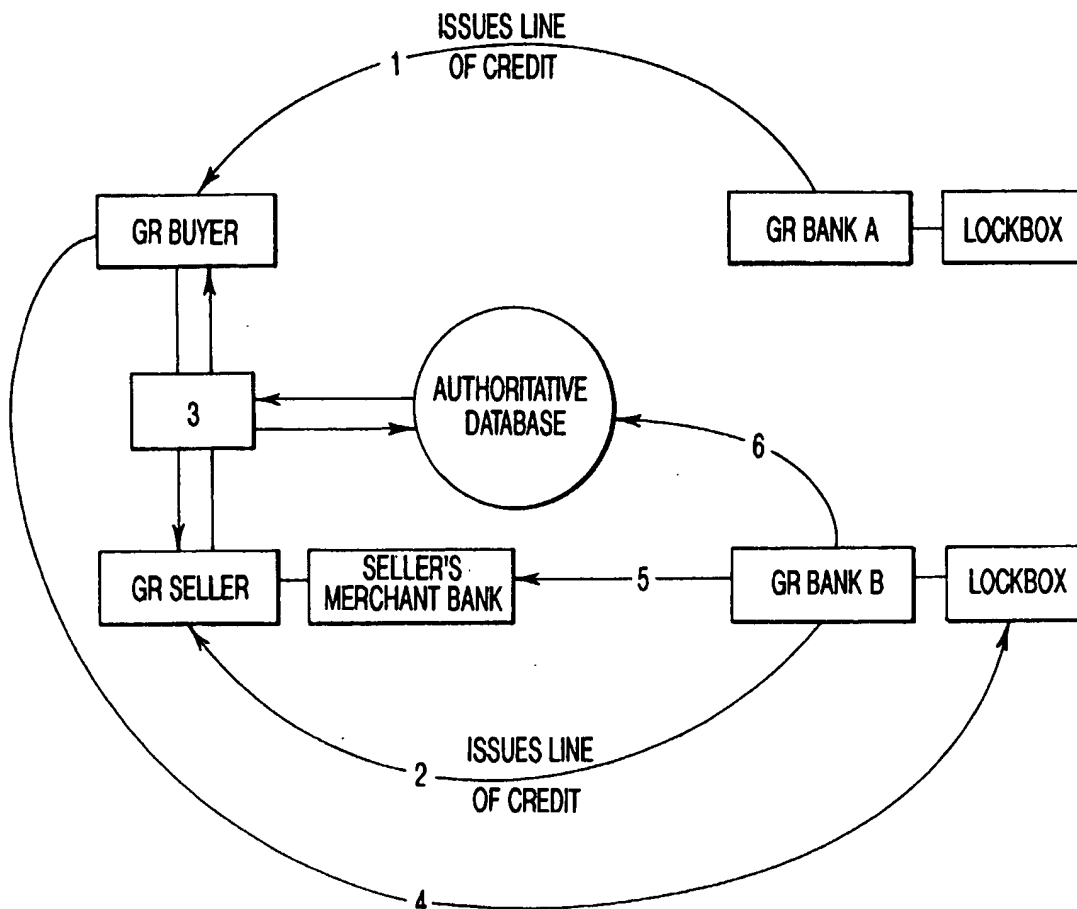 ISSUES LINE
OF CREDIT
1
GR BUYER
GR BANK A
LOCKBOX
3
AUTHORITATIVE
DATABASE
6
GR SELLER
SELLER'S
MERCHANT BANK
5
GR BANK B
LOCKBOX
2
ISSUES LINE
OF CREDIT
4